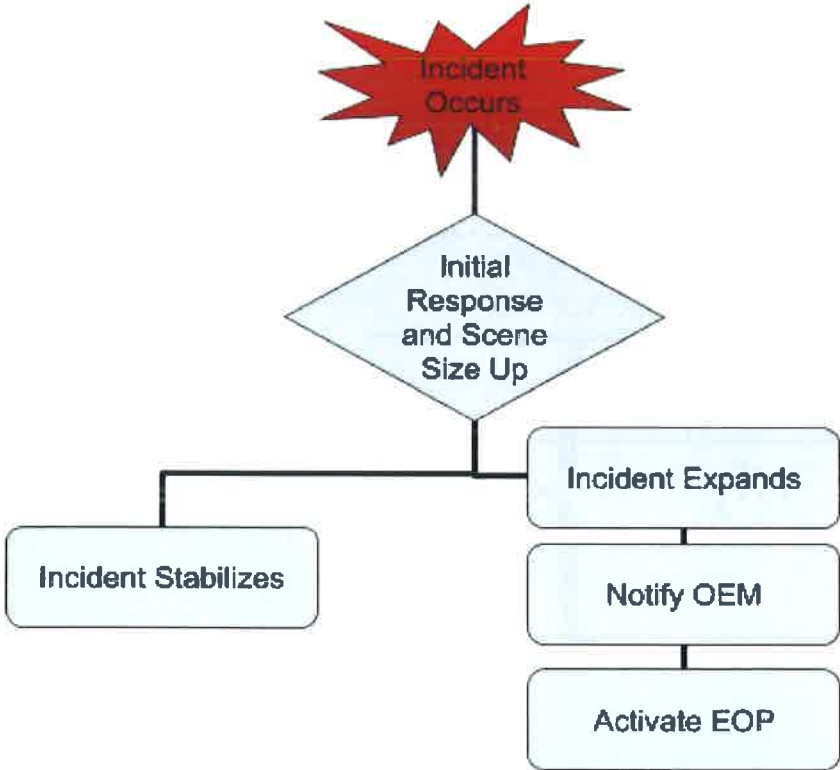 Incident
Occurs
Initial
Response
and Scene
Size Up
Incident Expands
Incident Stabilizes
Notify OEM
Activate EOP